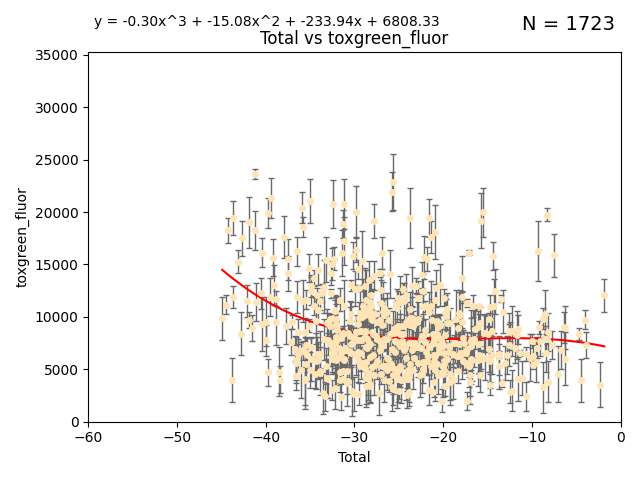 y = -0.30x^3 + -15.08x^2 + -233.94x + 6808.33
N = 1723
Total vs toxgreen_fluor
35000
30000
25000
20000
15000
10000
5000
0
toxgreen_fluor
−60 −50 −40 −30 −20 −10 0
Total